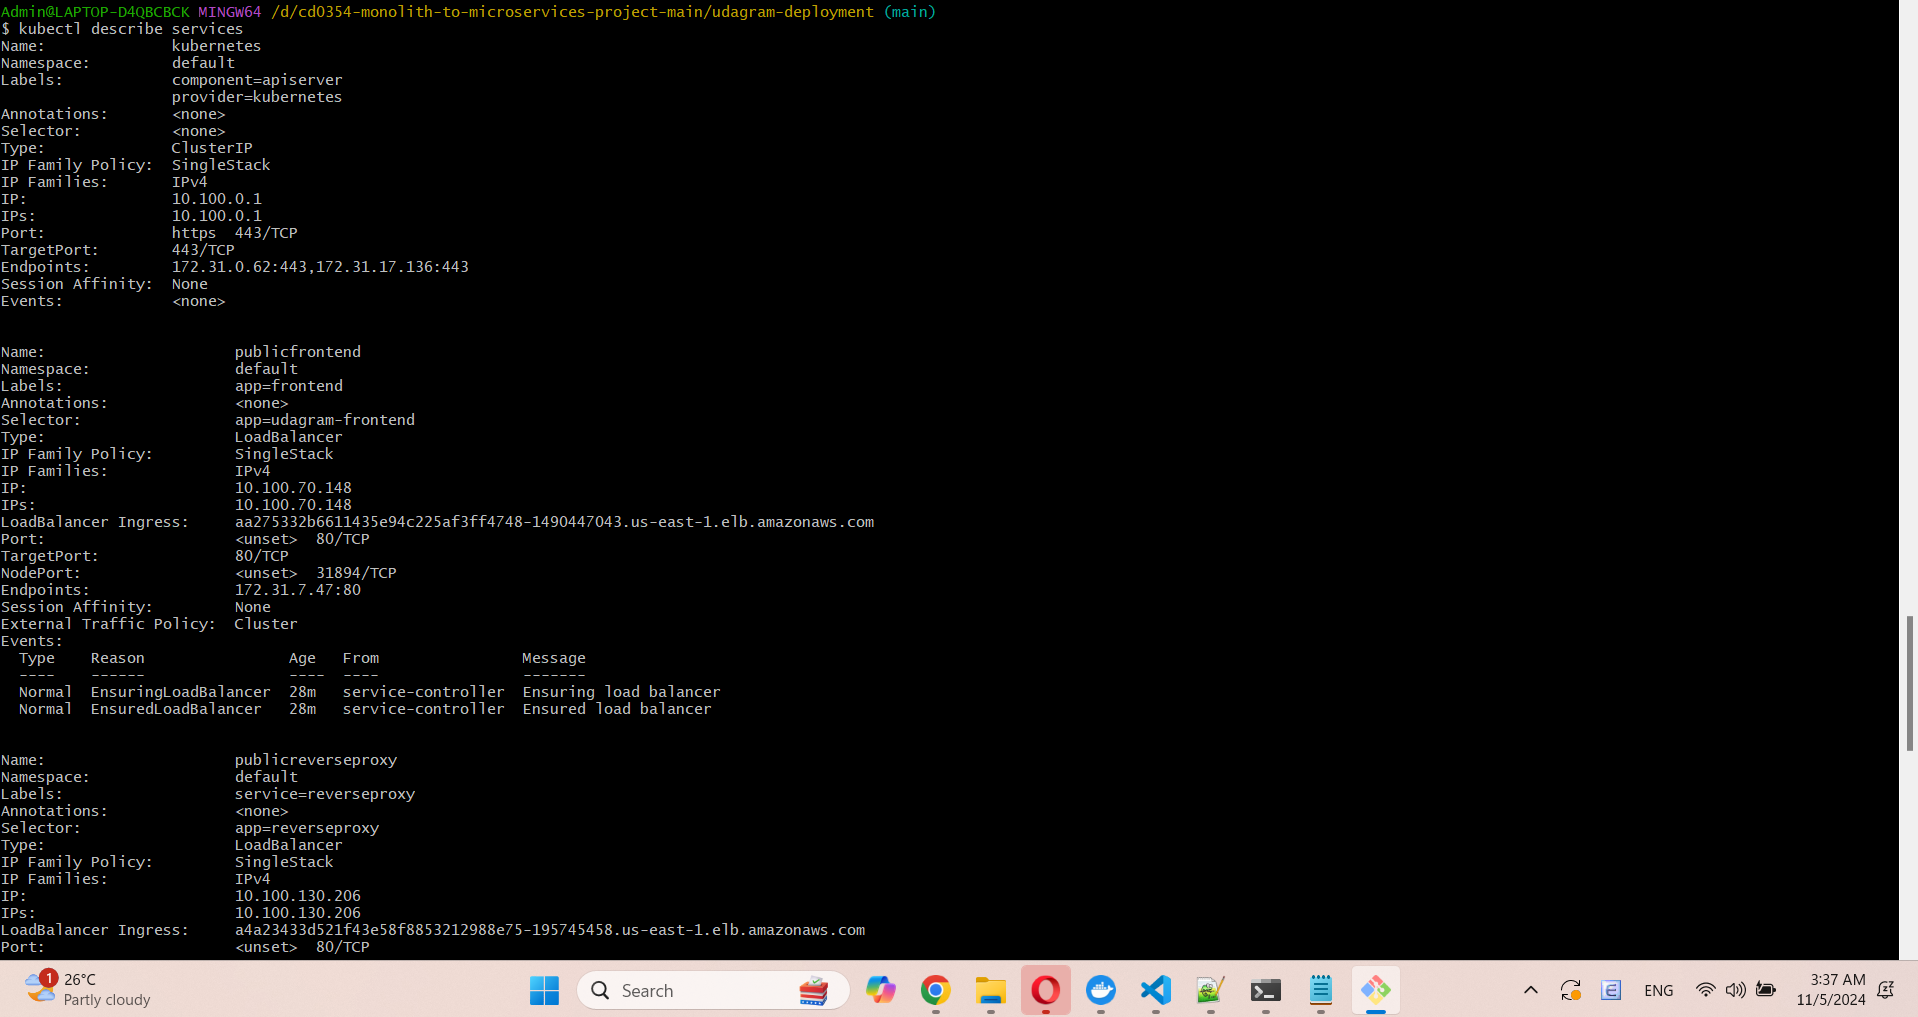 Admin@LAPTOP-D4QBCBCK MINGW64 /d/cd0354-monolith-to-microservices-project-main/udagram-deployment (main)
$ kubectl describe services
Name:              kubernetes
Namespace:         default
Labels:            component=apiserver
                   provider=kubernetes
Annotations:       <none>
Selector:          <none>
Type:              ClusterIP
IP Family Policy:  SingleStack
IP Families:       IPv4
IP:                10.100.0.1
IPs:               10.100.0.1
Port:              https  443/TCP
TargetPort:        443/TCP
Endpoints:         172.31.0.62:443,172.31.17.136:443
Session Affinity:  None
Events:            <none>
Name:                     publicfrontend
Namespace:                default
Labels:                   app=frontend
Annotations:              <none>
Selector:                 app=udagram-frontend
Type:                     LoadBalancer
IP Family Policy:         SingleStack
IP Families:              IPv4
IP:                       10.100.70.148
IPs:                      10.100.70.148
LoadBalancer Ingress:     aa275332b6611435e94c225af3ff4748-1490447043.us-east-1.elb.amazonaws.com
Port:                     <unset>  80/TCP
TargetPort:               80/TCP
NodePort:                 <unset>  31894/TCP
Endpoints:                172.31.7.47:80
Session Affinity:         None
External Traffic Policy:  Cluster
Events:
  Type    Reason                Age   From                Message
  ----    ------                ----  ----                -------
  Normal  EnsuringLoadBalancer  28m   service-controller  Ensuring load balancer
  Normal  EnsuredLoadBalancer   28m   service-controller  Ensured load balancer
Name:                     publicreverseproxy
Namespace:                default
Labels:                   service=reverseproxy
Annotations:              <none>
Selector:                 app=reverseproxy
Type:                     LoadBalancer
IP Family Policy:         SingleStack
IP Families:              IPv4
IP:                       10.100.130.206
IPs:                      10.100.130.206
LoadBalancer Ingress:     a4a23433d521f43e58f8853212988e75-195745458.us-east-1.elb.amazonaws.com
Port:                     <unset>  80/TCP
1
26°C
Partly cloudy
Search
ENG
3:37 AM
11/5/2024